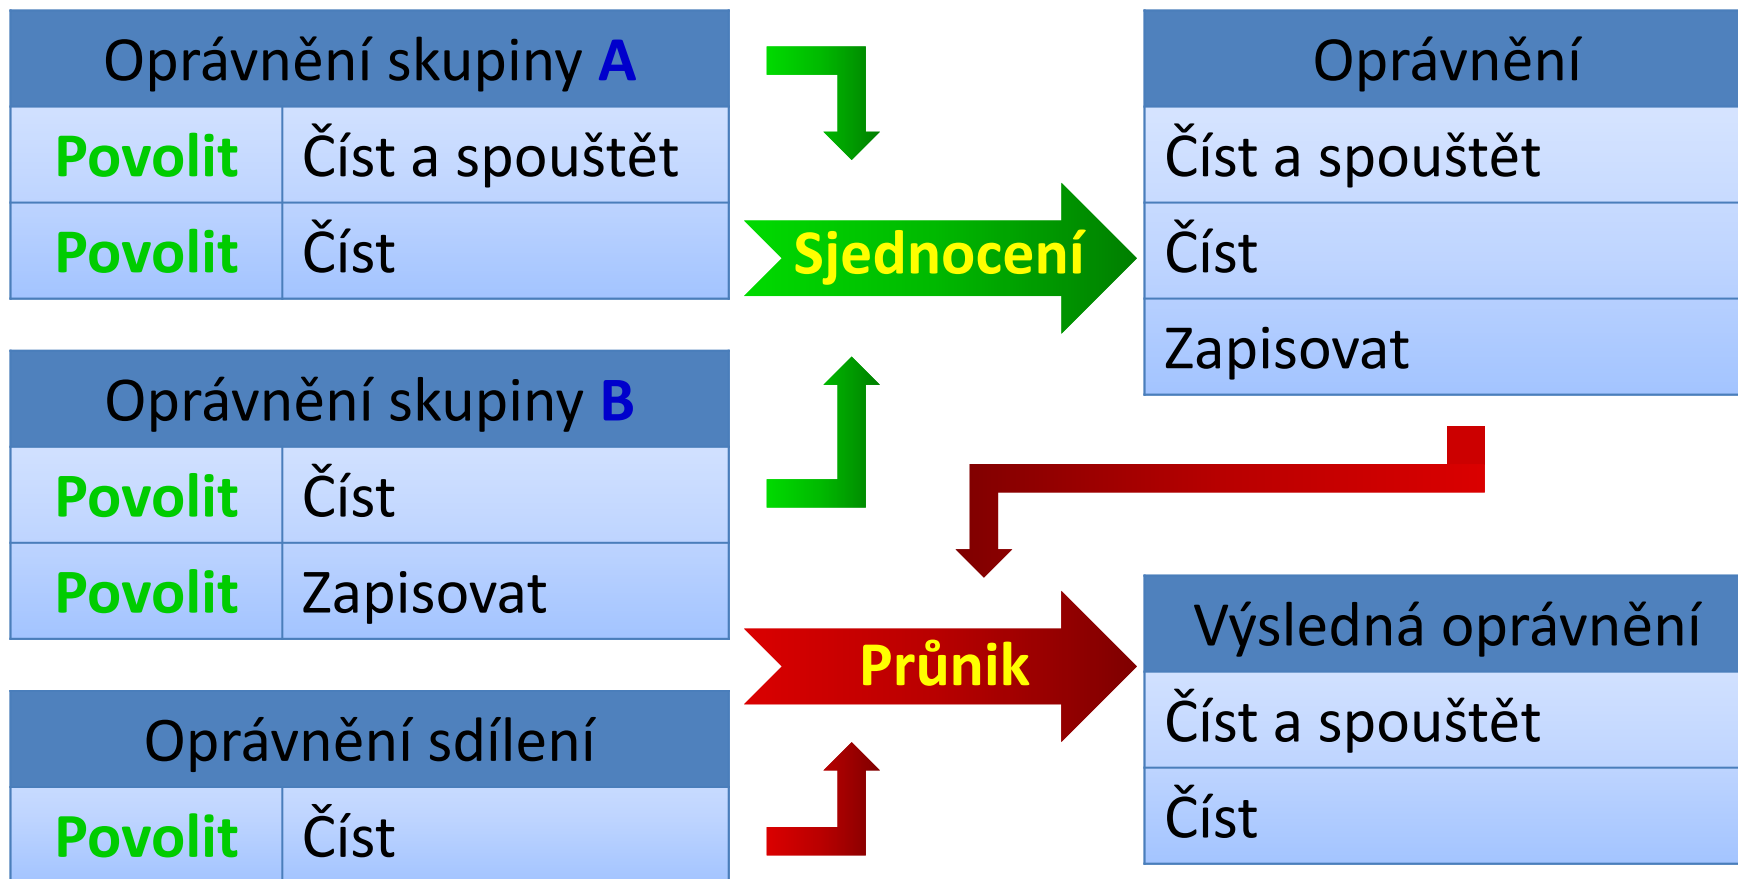 Oprávnění skupiny A
Povolit Číst a spouštět
Povolit Číst
Oprávnění skupiny B
Povolit Číst
Povolit Zapisovat
Oprávnění sdílení
Povolit Číst
Sjednocení
Průnik
Oprávnění
Číst a spouštět
Číst
Zapisovat
Výsledná oprávnění
Číst a spouštět
Číst